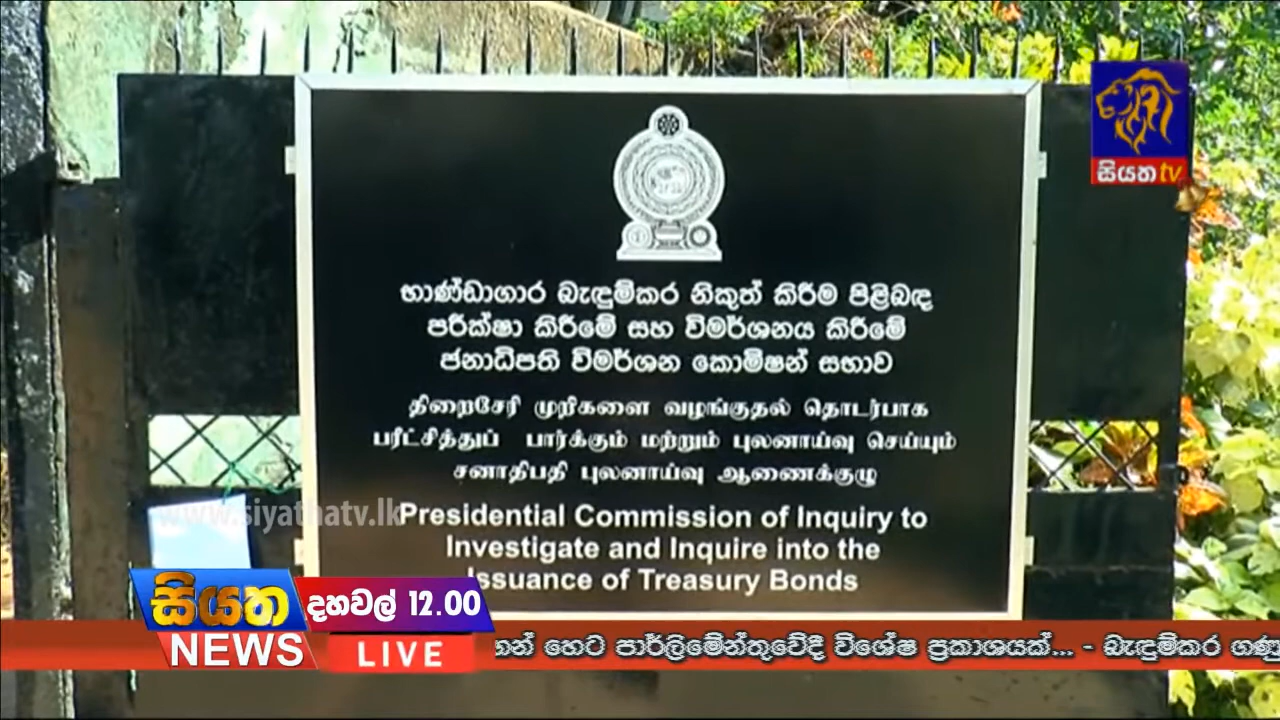 සියත tv
භාණ්ඩාගාර බැඳුම්කර නිකුත් කිරීම පිළිබඳ
පරීක්ෂා කිරීමේ සහ විමර්ශනය කිරීමේ
ජනාධිපති විමර්ශන කොමිෂන් සභාව
திறைசேரி முறிகளை வழங்குதல் தொடர்பாக
பரீட்சித்துப் பார்க்கும் மற்றும் புலனாய்வு செய்யும்
சனாதிபதி புலனாய்வு ஆணைக்குழு
www.siyathatv.lk
Presidential Commission of Inquiry to
Investigate and Inquire into the
Issuance of Treasury Bonds
සියත දහවල් 12.00
NEWS LIVE
හෙට පාර්ලිමේන්තුවේදී විශේෂ ප්‍රකාශයක්... - බැඳුම්කර